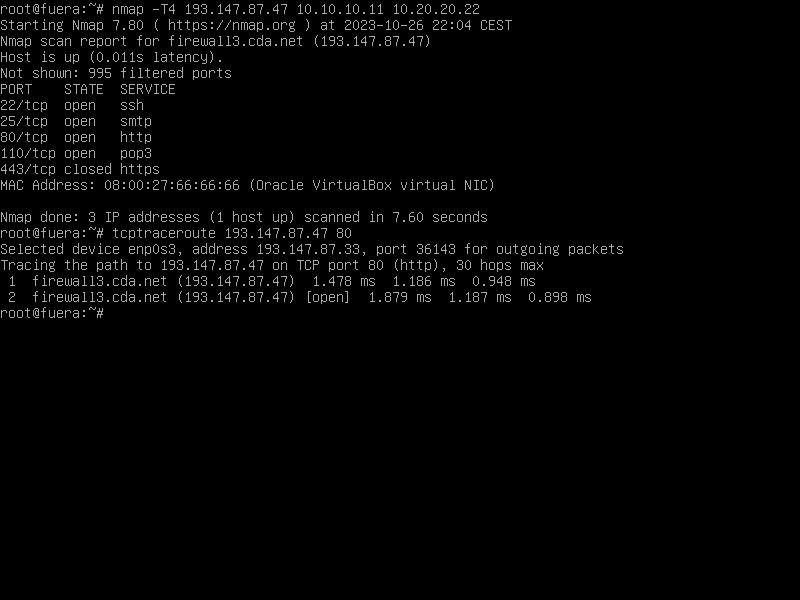 root@fuera:~# nmap -T4 193.147.87.47 10.10.10.11 10.20.20.22
Starting Nmap 7.80 ( https://nmap.org ) at 2023-10-26 22:04 CEST
Nmap scan report for firewall3.cda.net (193.147.87.47)
Host is up (0.011s latency).
Not shown: 995 filtered ports
PORT    STATE  SERVICE
22/tcp  open   ssh
25/tcp  open   smtp
80/tcp  open   http
110/tcp open   pop3
443/tcp closed https
MAC Address: 08:00:27:66:66:66 (Oracle VirtualBox virtual NIC)

Nmap done: 3 IP addresses (1 host up) scanned in 7.60 seconds
root@fuera:~# tcptraceroute 193.147.87.47 80
Selected device enp0s3, address 193.147.87.33, port 36143 for outgoing packets
Tracing the path to 193.147.87.47 on TCP port 80 (http), 30 hops max
 1  firewall3.cda.net (193.147.87.47)  1.478 ms  1.186 ms  0.948 ms
 2  firewall3.cda.net (193.147.87.47) [open]  1.879 ms  1.187 ms  0.898 ms
root@fuera:~#